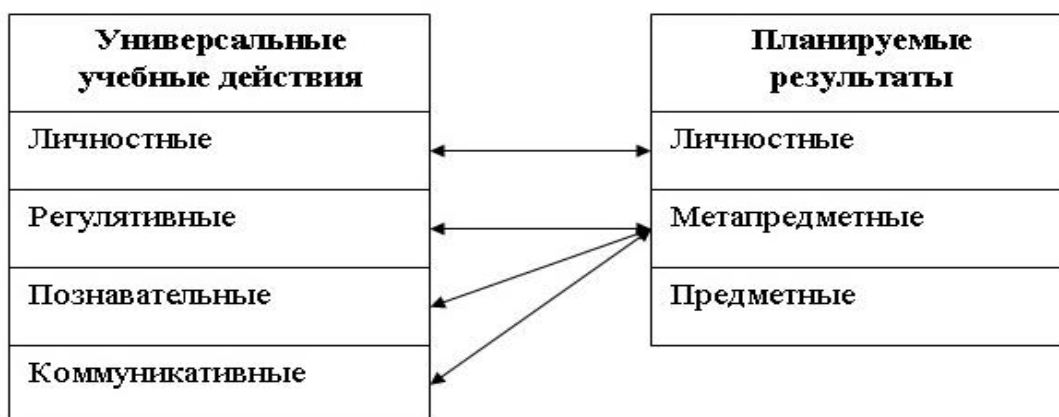 Универсальные
учебные действия
Личностные
Регулятивные
Познавательные
Коммуникативные
Планируемые
результаты
Личностные
Метапредметные
Предметные